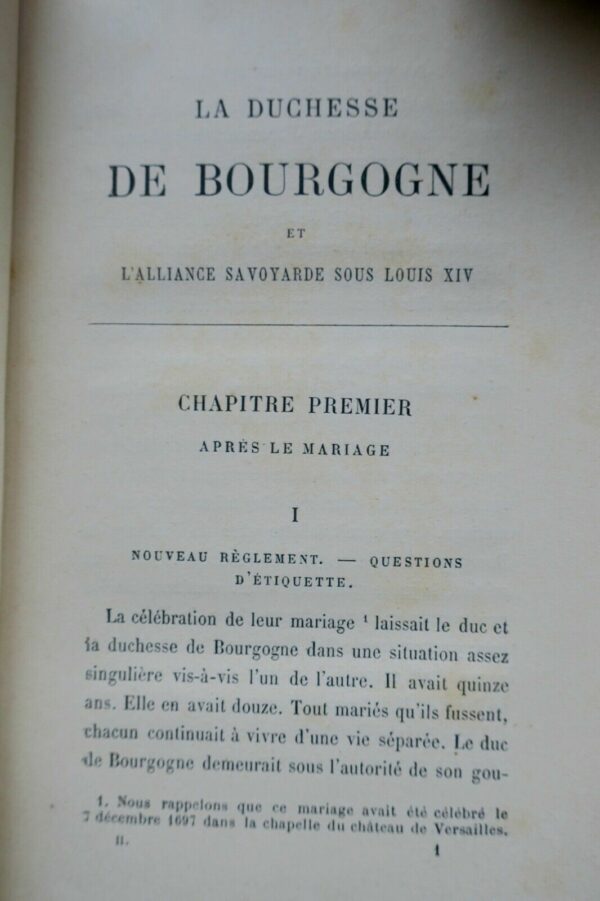 LA DUCHESSE
DE BOURGOGNE
ET
L'ALLIANCE SAVOYARDE SOUS LOUIS XIV
CHAPITRE PREMIER
APRÈS LE MARIAGE
I
NOUVEAU RÈGLEMENT. — QUESTIONS
D'ÉTIQUETTE.
La célébration de leur mariage ¹ laissait le duc et
la duchesse de Bourgogne dans une situation assez
singulière vis-à-vis l'un de l'autre. Il avait quinze
ans. Elle en avait douze. Tout mariés qu'ils fussent,
chacun continuait à vivre d'une vie séparée. Le duc
de Bourgogne demeurait sous l'autorité de son gou-
1. Nous rappelons que ce mariage avait été célébré le
7 décembre 1697 dans la chapelle du château de Versailles.
II. 1